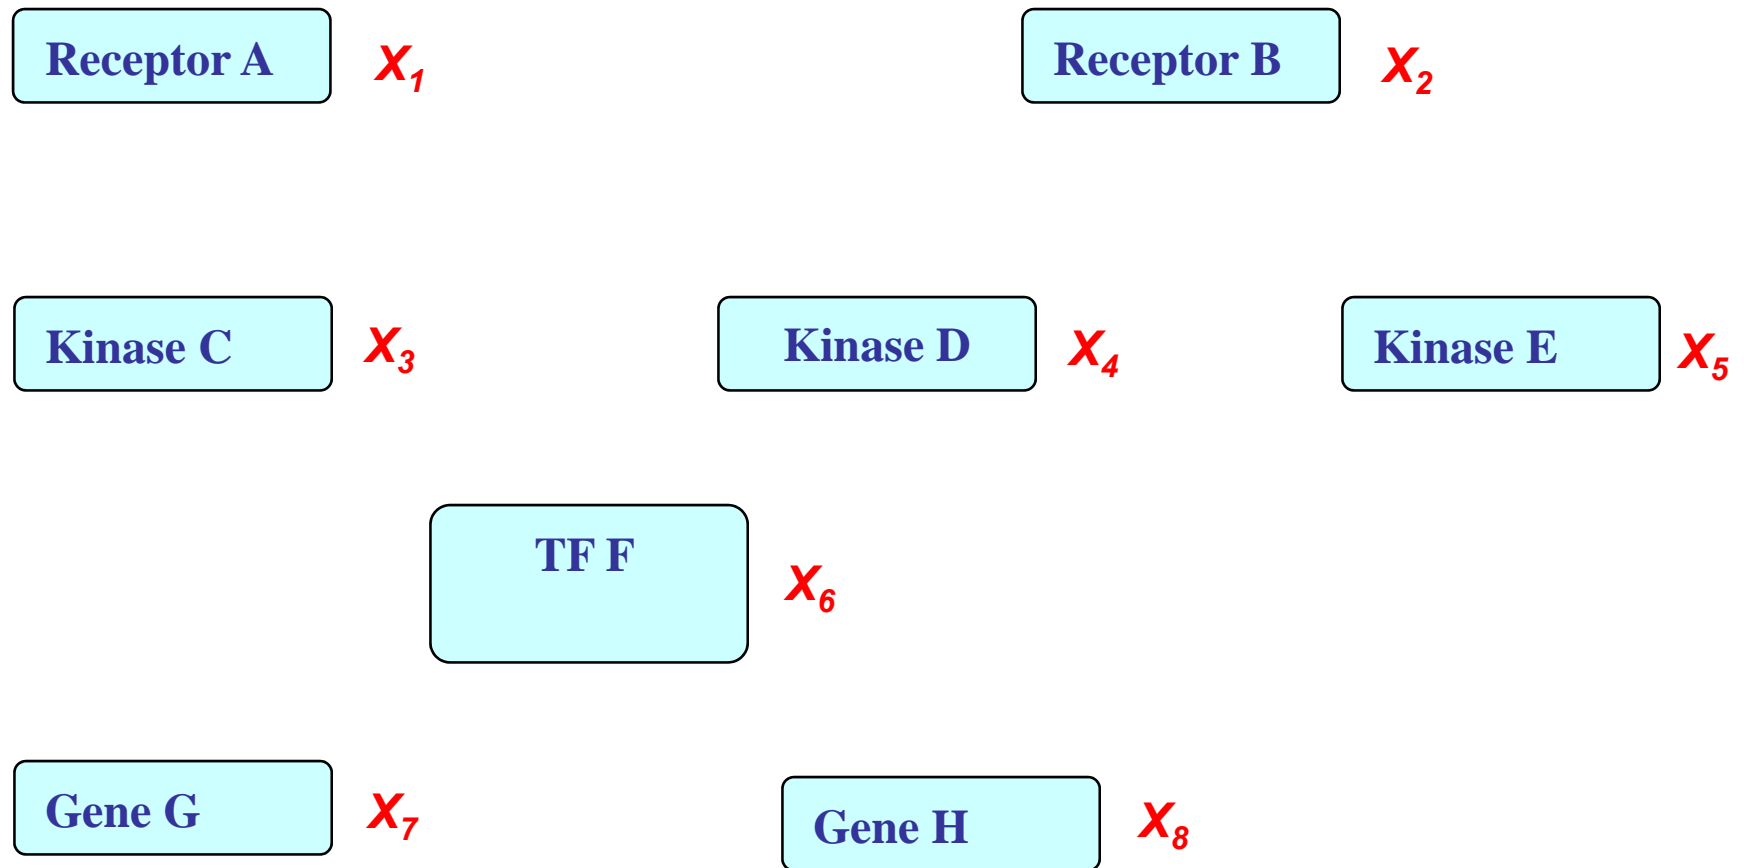 Receptor A
X1
Receptor B
X2
Kinase C
X3
Kinase D
X4
Kinase E
X5
TF F
X6
Gene G
X7
Gene H
X8